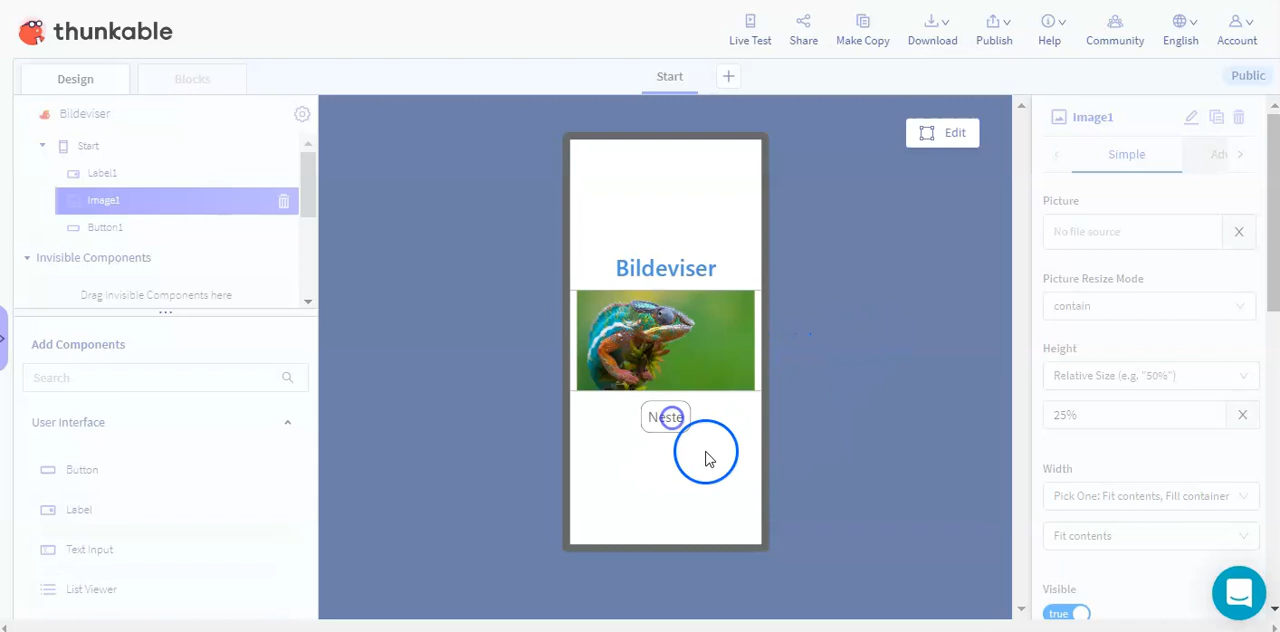 thunkable
Live Test
Share
Make Copy
Download
Publish
Help
Community
English
Account
Design
Blocks
Start
Public
Bildeviser
Start
Label1
Image1
Button1
Invisible Components
Drag Invisible Components here
Add Components
Search
User Interface
Button
Label
Text Input
List Viewer
Edit
Bildeviser
Neste
Image1
Simple
Adv
Picture
No file source
Picture Resize Mode
contain
Height
Relative Size (e.g. "50%")
25%
Width
Pick One: Fit contents, Fill container
Fit contents
Visible
true